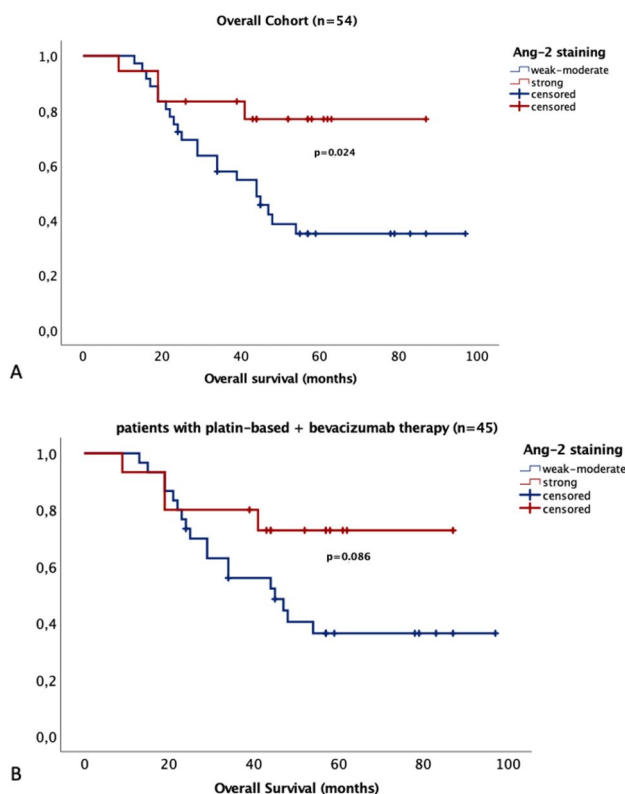 Overall Cohort (n=54)
Ang-2 staining
weak-moderate
strong
censored
censored
1,0
0,8
0,6
0,4
0,2
0,0
p=0.024
0 20 40 60 80 100
Overall survival (months)
A
patients with platin-based + bevacizumab therapy (n=45)
Ang-2 staining
weak-moderate
strong
censored
censored
1,0
0,8
0,6
0,4
0,2
0,0
p=0.086
0 20 40 60 80 100
Overall Survival (months)
B